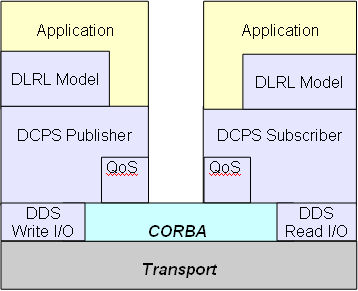 Application
Application
DLRL Model
DLRL Model
DCPS Publisher
DCPS Subscriber
QoS
QoS
DDS
Write I/O
CORBA
DDS
Read I/O
Transport